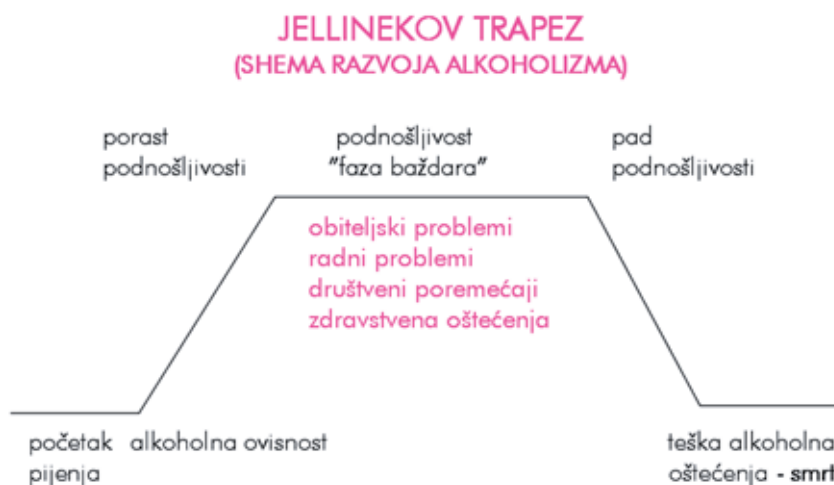 JELLINEKOV TRAPEZ
(SHEMA RAZVOJA ALKOHOLIZMA)
porast
podnošljivosti
podnošljivost
"faza baždara"
pad
podnošljivosti
obiteljski problemi
radni problemi
društveni poremećaji
zdravstvena oštećenja
početak
pijenja
alkoholna ovisnost
teška alkoholna
oštećenja - smrt